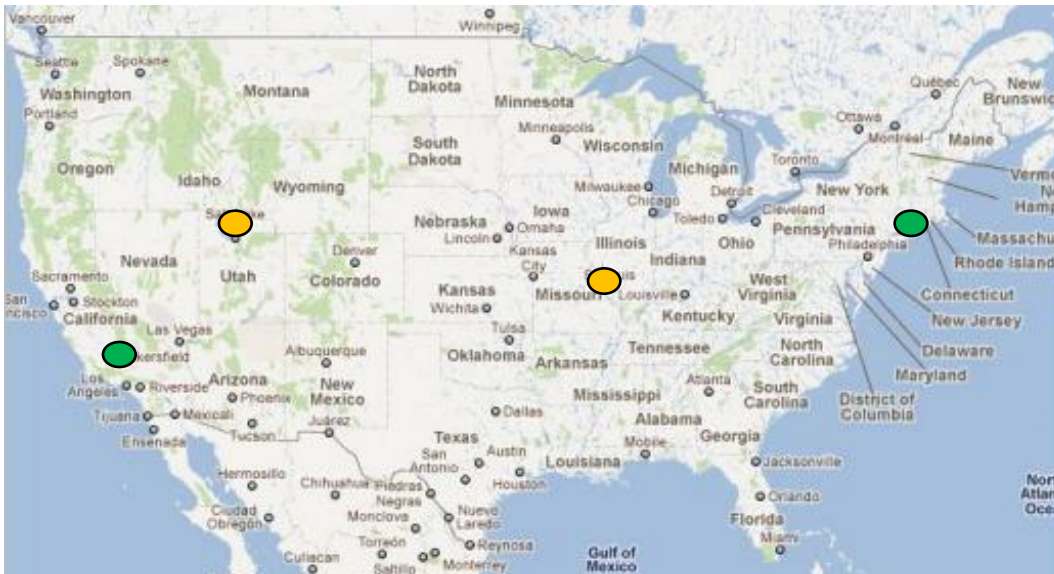 Vancouver
Winnipeg
Seattle
Spokane
Washington
Portland
Montana
North
Dakota
Minnesota
Minneapolis
Québec
New
Brunswick
Ottawa
Montréal
Maine
Oregon
Idaho
Wyoming
South
Dakota
Wisconsin
Michigan
Toronto
New York
Milwaukee
Chicago
Detroit
Toledo
Cleveland
Pennsylvania
Philadelphia
Nebraska
Lincoln
Iowa
Omaha
Illinois
Indiana
Ohio
Massachu
Rhode Island
Connecticut
New Jersey
Delaware
Maryland
District of
Columbia
Nevada
Utah
Denver
Colorado
Kansas
City
Kansas
Wichita
Missouri
Louisville
West
Virginia
Kentucky
Virginia
Sacramento
Stockton
San
California
Las Vegas
kersfield
Los
Angeles
Riverside
Arizona
Phoenix
Albuquerque
New
Mexico
Tulsa
Oklahoma
Arkansas
Tennessee
North
Carolina
South
Carolina
Atlanta
Mississippi
Alabama
Georgia
Tijuana
Mexicali
Ensenada
Tucson
Juárez
Dallas
Texas
Austin
San
Antonio
Houston
Louisiana
Mobile
Jacksonville
Orlando
Florida
Miami
Hermosillo
Chihuahua
Piedras
Negras
Ciudad
Obregón
Monclova
Nuevo
Laredo
Torreón
Reynosa
Culiacan
Saltillo
Monterrey
Gulf of
Mexico